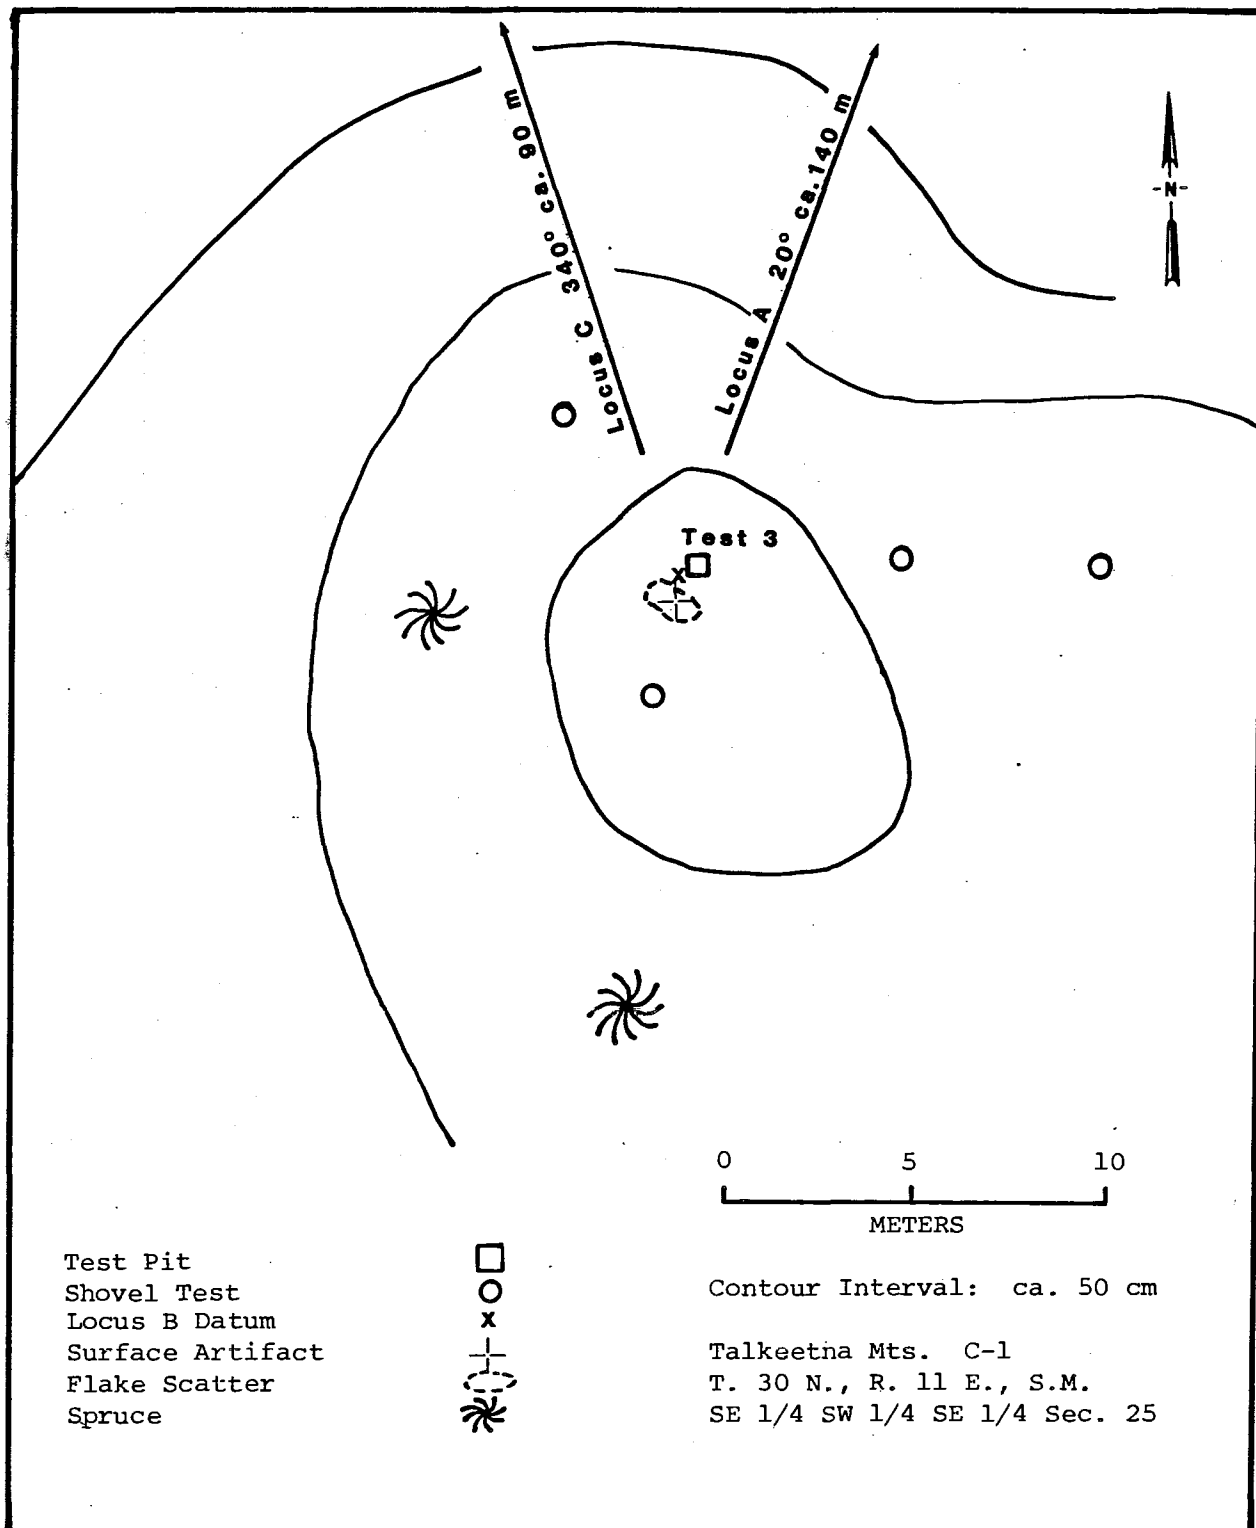 Locus C 340° ca. 90 m
Locus A 20° ca. 140 m
-N-
Test 3
x
0 5 10
METERS
Test Pit
Shovel Test
Locus B Datum x
Surface Artifact
Flake Scatter
Spruce
Contour Interval: ca. 50 cm
Talkeetna Mts. C-1
T. 30 N., R. 11 E., S.M.
SE 1/4 SW 1/4 SE 1/4 Sec. 25